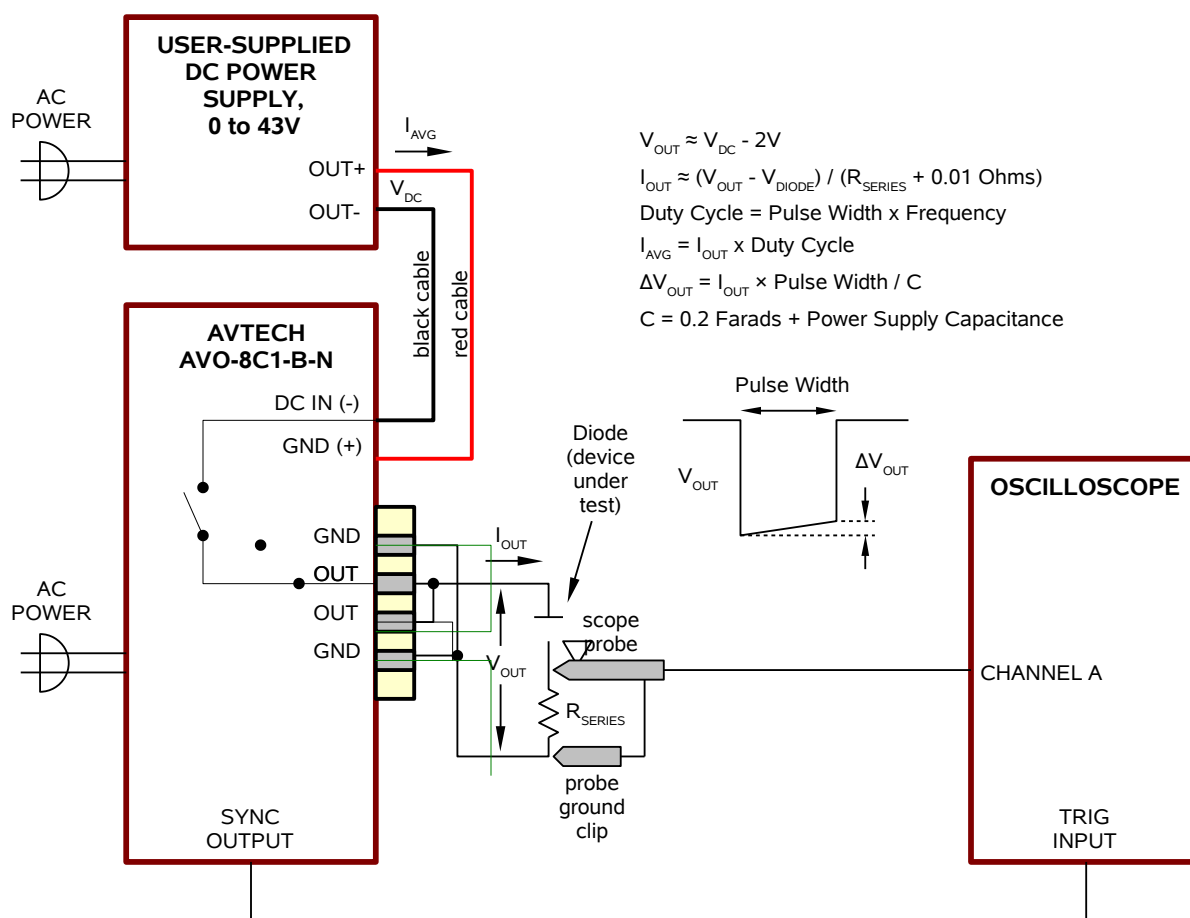 USER-SUPPLIED
DC POWER
SUPPLY,
0 to 43V
AC
POWER
I_AVG
OUT+
V_DC
OUT-
black cable
red cable
V_OUT ≈ V_DC - 2V
I_OUT ≈ (V_OUT - V_DIODE) / (R_SERIES + 0.01 Ohms)
Duty Cycle = Pulse Width x Frequency
I_AVG = I_OUT x Duty Cycle
ΔV_OUT = I_OUT × Pulse Width / C
C = 0.2 Farads + Power Supply Capacitance
AVTECH
AVO-8C1-B-N
DC IN (-)
GND (+)
GND
OUT
OUT
GND
AC
POWER
I_OUT
V_OUT
Diode
(device
under
test)
scope
probe
R_SERIES
probe
ground
clip
Pulse Width
V_OUT
ΔV_OUT
OSCILLOSCOPE
CHANNEL A
SYNC
OUTPUT
TRIG
INPUT